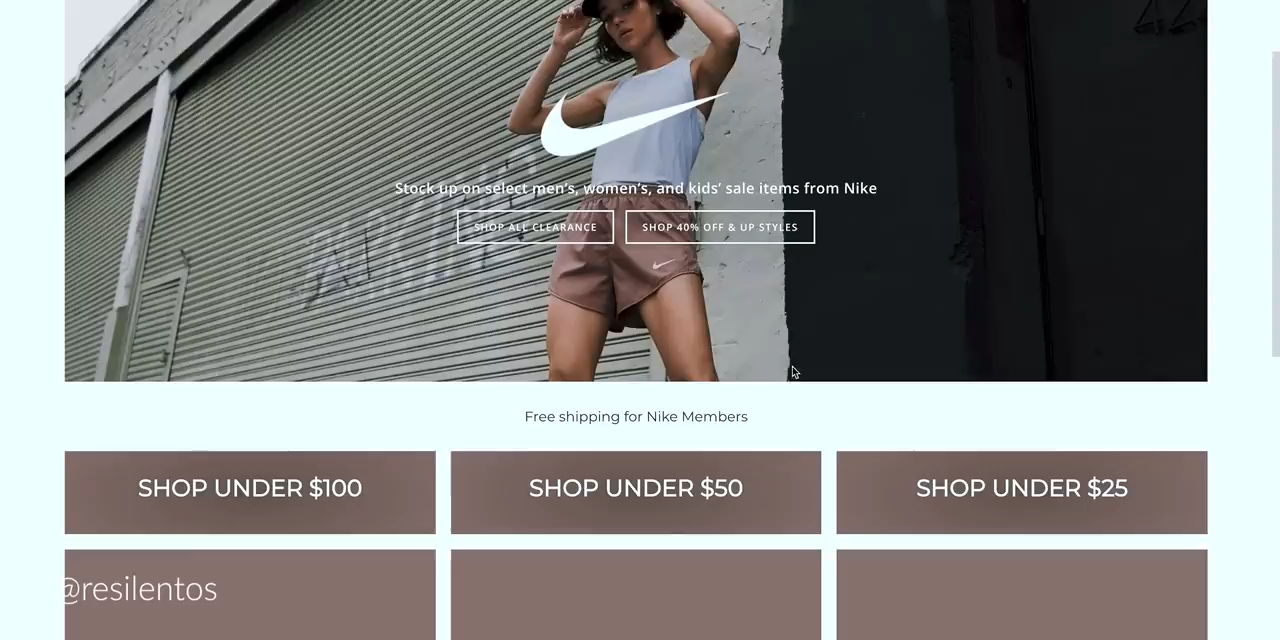 Stock up on select men’s, women’s, and kids’ sale items from Nike
SHOP ALL CLEARANCE
SHOP 40% OFF & UP STYLES
Free shipping for Nike Members
SHOP UNDER $100
SHOP UNDER $50
SHOP UNDER $25
@resilentos